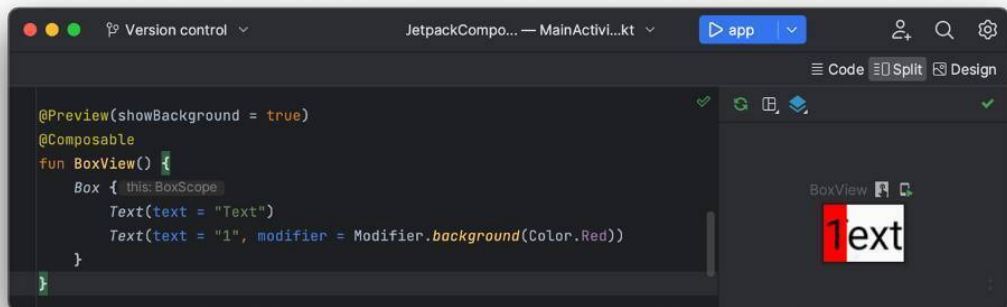 Version control
JetpackCompo... — MainActivi...kt
app
Code
Split
Design
@Preview(showBackground = true)
@Composable
fun BoxView() {
Box { this: BoxScope
Text(text = "Text")
Text(text = "1", modifier = Modifier.background(Color.Red))
}
}
BoxView
1ext